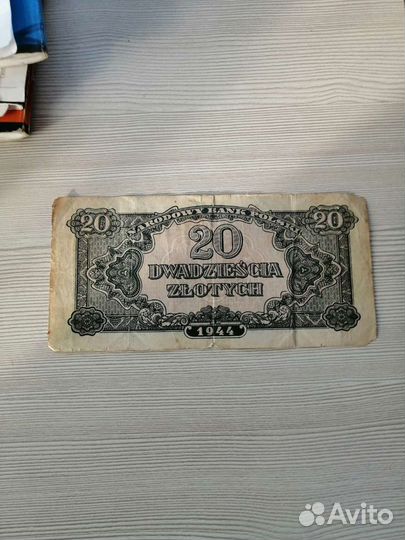 NARODOWY BANK POLSKI
20 20
20
DWADZIEŚCIA
ZŁOTYCH
1944
Avito